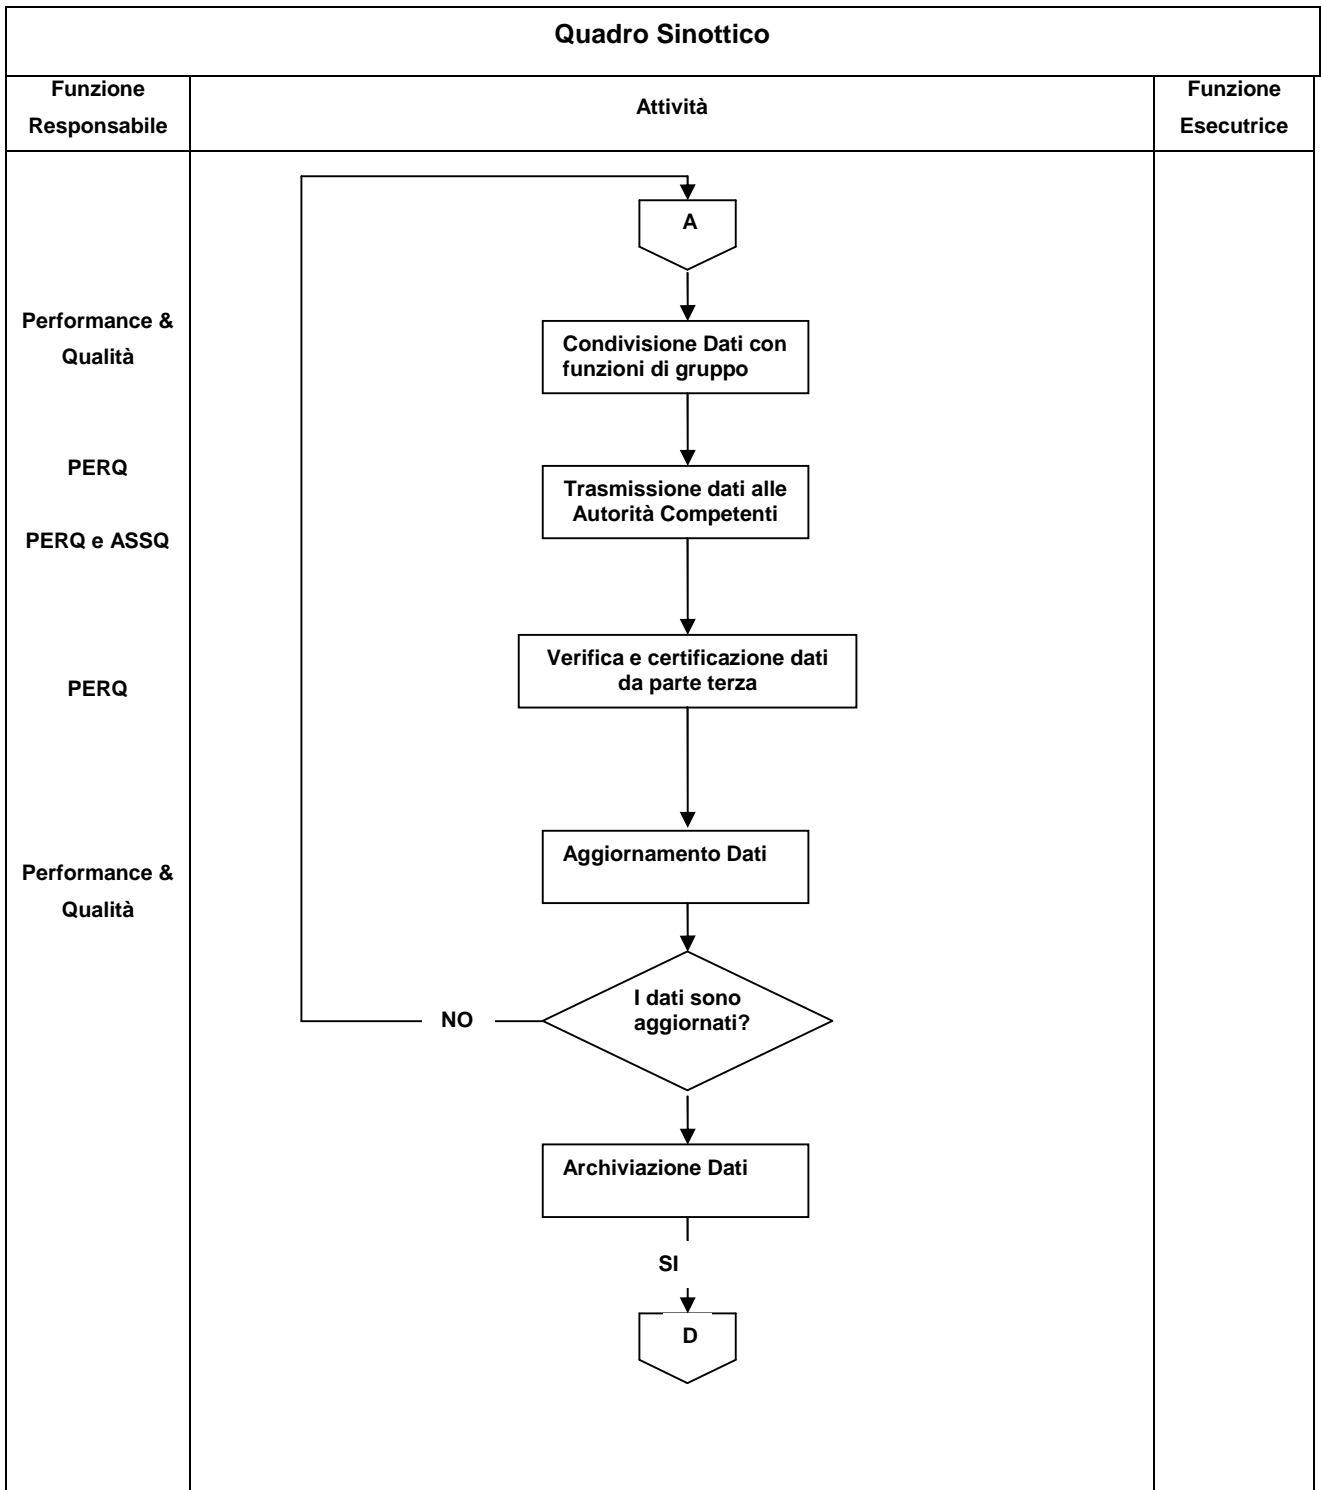 Quadro Sinottico
Funzione
Responsabile
Attività
Funzione
Esecutrice
A
Performance &
Qualità
Condivisione Dati con
funzioni di gruppo
PERQ
Trasmissione dati alle
Autorità Competenti
PERQ e ASSQ
Verifica e certificazione dati
da parte terza
PERQ
Aggiornamento Dati
Performance &
Qualità
I dati sono
aggiornati?
NO
Archiviazione Dati
SI
D